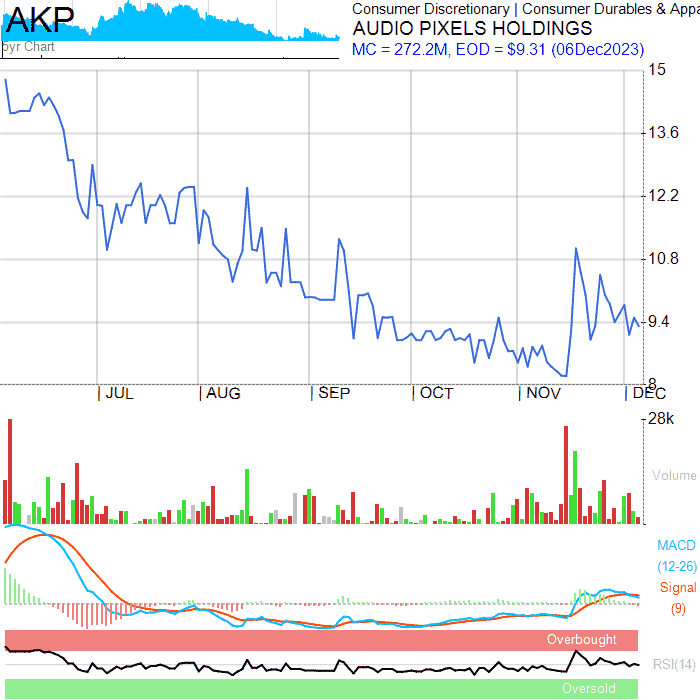 AKP
5yr Chart
Consumer Discretionary | Consumer Durables & Appa
AUDIO PIXELS HOLDINGS
MC = 272.2M, EOD = $9.31 (06Dec2023)
15
13.6
12.2
10.8
9.4
8
| JUL | AUG | SEP | OCT | NOV | DEC
28k
Volume
MACD
(12-26)
Signal
(9)
Overbought
RSI(14)
Oversold